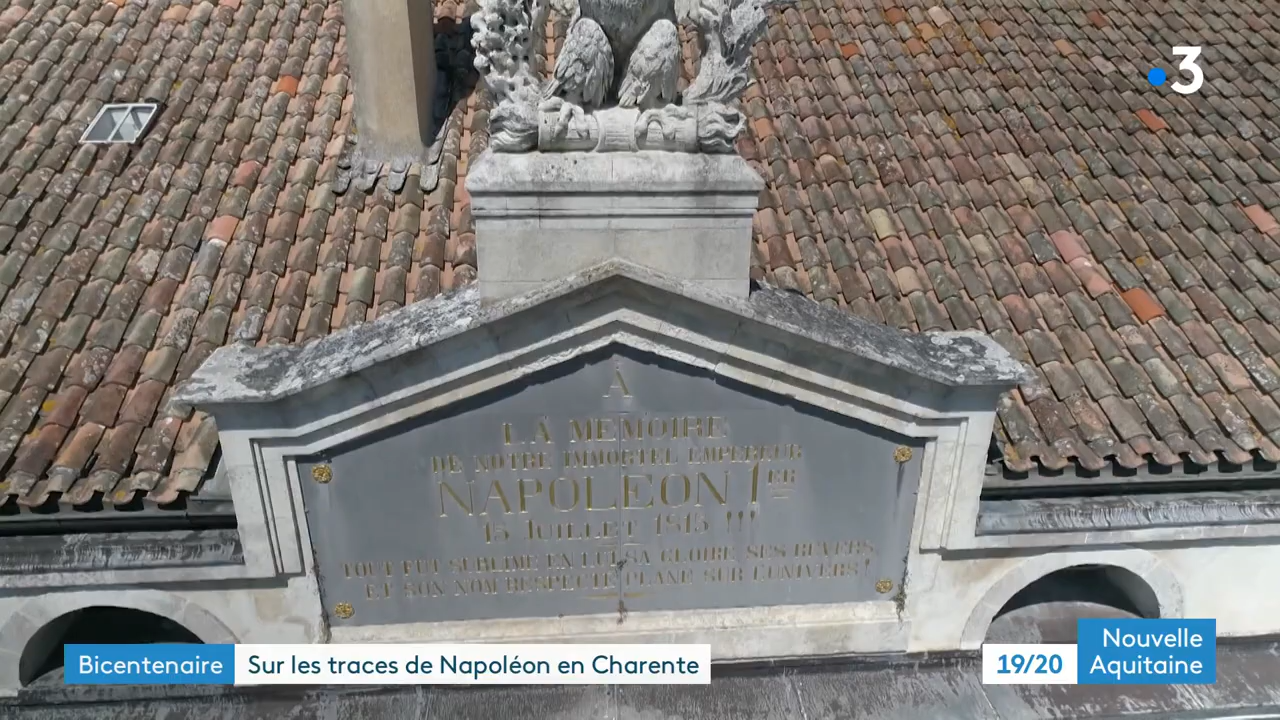 3
À
LA MEMOIRE
DE NOTRE IMMORTEL EMPEREUR
NAPOLEON 1ER
15 JUILLET 1815 !!!
TOUT FUT SUBLIME EN LUI SA GLOIRE SES REVERS
ET SON NOM RESPECTÉ PLANE SUR L'UNIVERS !
Bicentenaire
Sur les traces de Napoléon en Charente
19/20
Nouvelle
Aquitaine